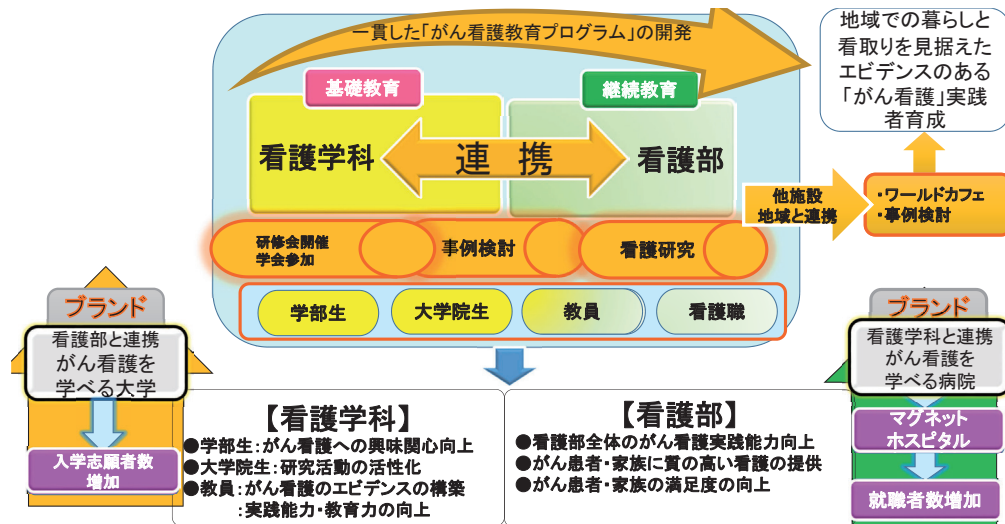 一貫した「がん看護教育プログラム」の開発
地域での暮らしと
看取りを見据えた
エビデンスのある
「がん看護」実践
者育成
基礎教育
継続教育
看護学科
連 携
看護部
他施設
地域と連携
・ワールドカフェ
・事例検討
研修会開催
学会参加
事例検討
看護研究
学部生
大学院生
教員
看護職
ブランド
看護部と連携
がん看護を
学べる大学
入学志願者数
増加
【看護学科】
●学部生:がん看護への興味関心向上
●大学院生:研究活動の活性化
●教員:がん看護のエビデンスの構築
:実践能力・教育力の向上
【看護部】
●看護部全体のがん看護実践能力向上
●がん患者・家族に質の高い看護の提供
●がん患者・家族の満足度の向上
ブランド
看護学科と連携
がん看護を
学べる病院
マグネット
ホスピタル
就職者数増加